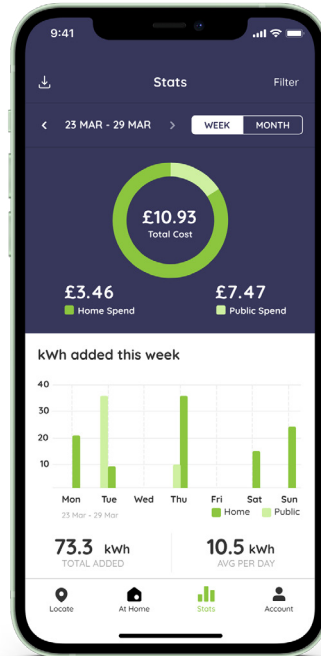 9:41
Stats
Filter
23 MAR - 29 MAR
WEEK
MONTH
£10.93
Total Cost
£3.46
Home Spend
£7.47
Public Spend
kWh added this week
40
30
20
10
Mon Tue Wed Thu Fri Sat Sun
23 Mar - 29 Mar
Home
Public
73.3 kWh
TOTAL ADDED
10.5 kWh
AVG PER DAY
Locate
At Home
Stats
Account